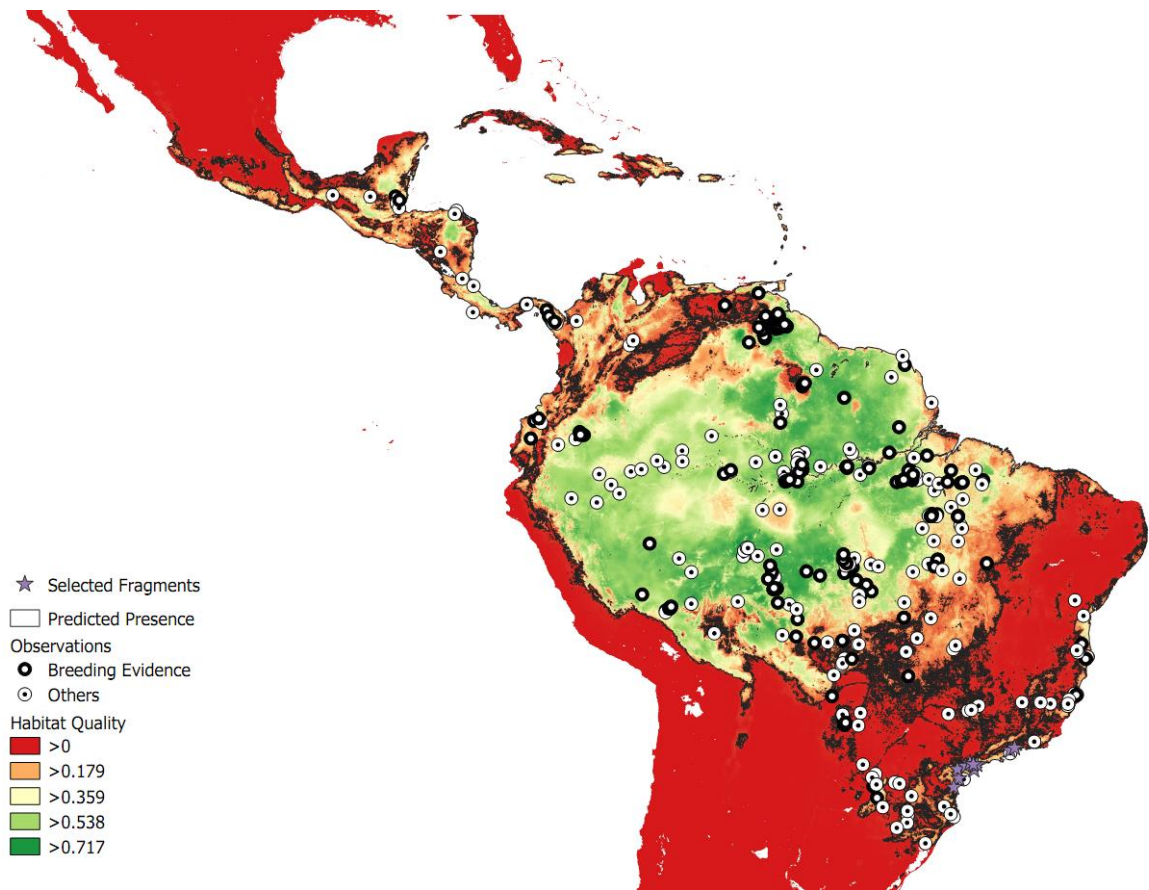 Selected Fragments
Predicted Presence
Observations
Breeding Evidence
Others
Habitat Quality
>0
>0.179
>0.359
>0.538
>0.717